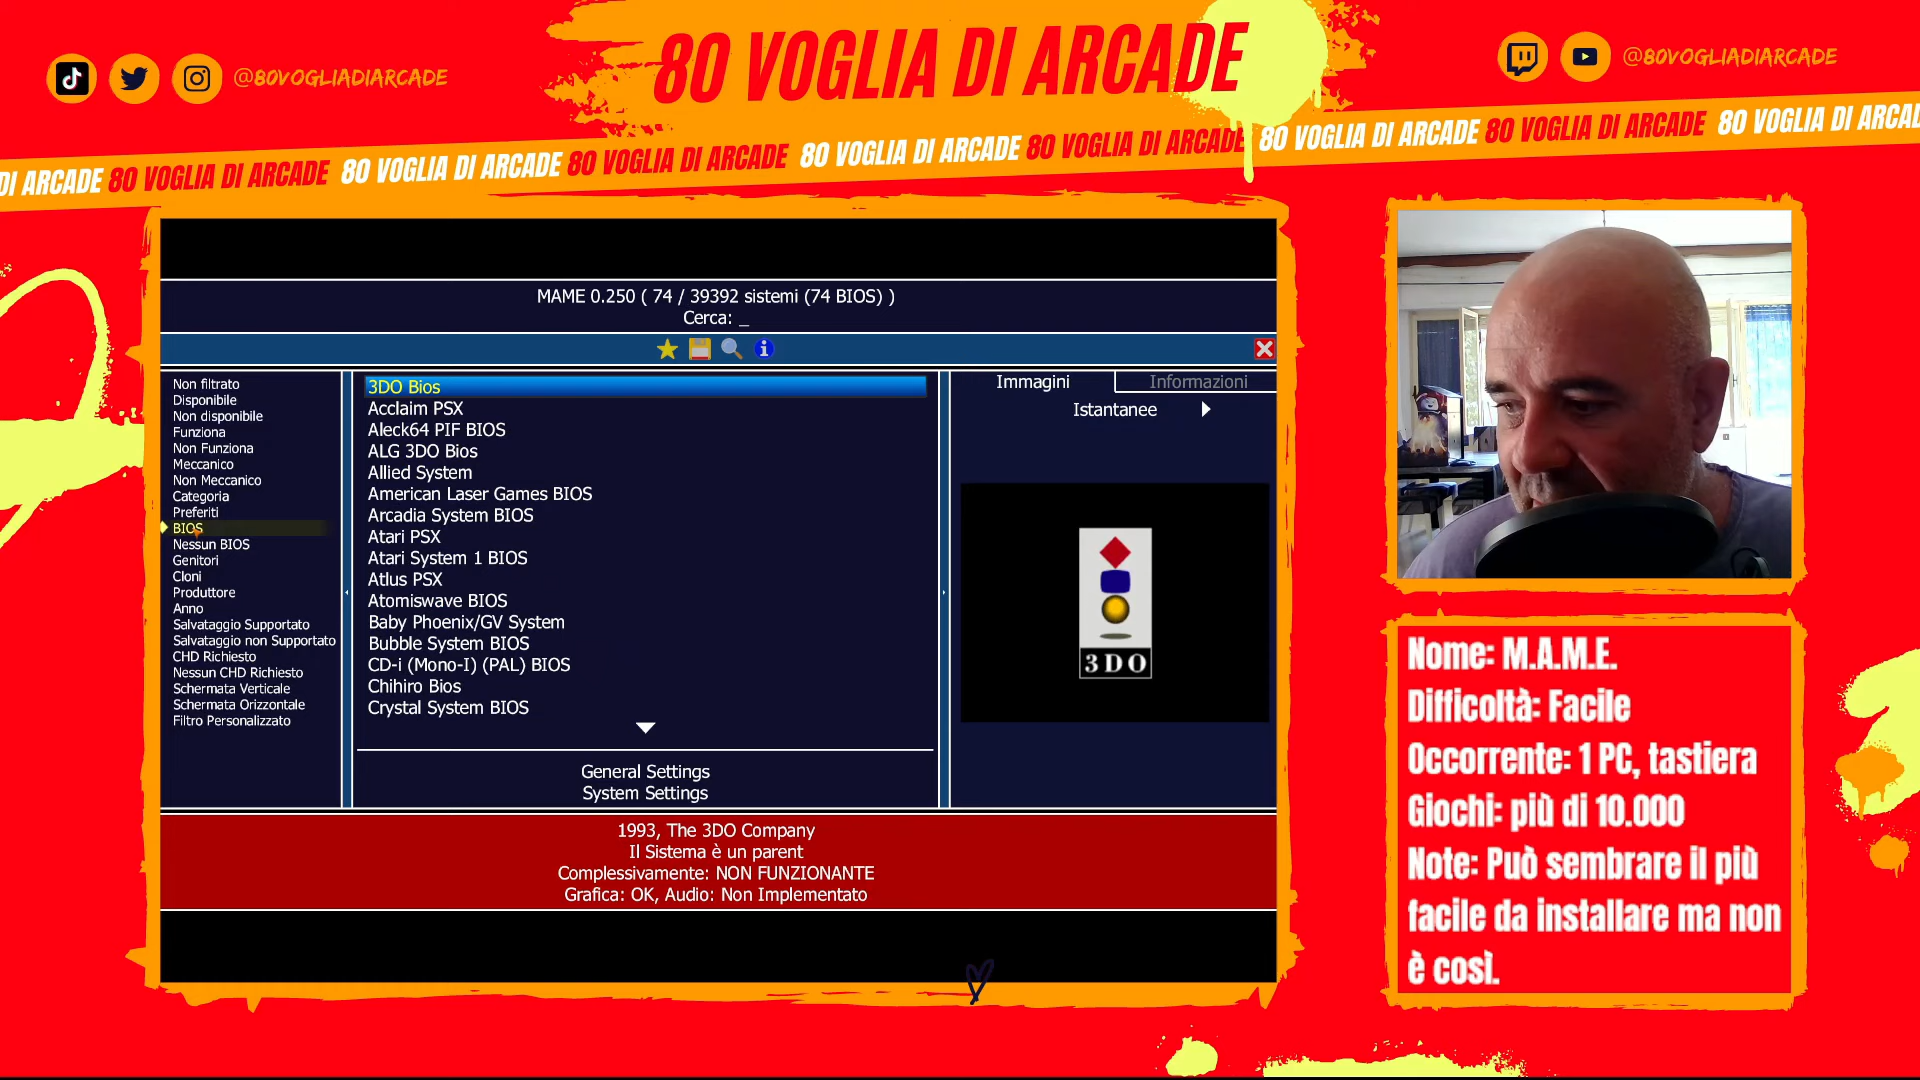 80 VOGLIA DI ARCADE
@80VOGLIADIARCADE
@80VOGLIADIARCADE
DI ARCADE 80 VOGLIA DI ARCADE 80 VOGLIA DI ARCADE 80 VOGLIA DI ARCADE 80 VOGLIA DI ARCADE 80 VOGLIA DI ARCADE 80 VOGLIA DI ARCADE 80 VOGLIA DI ARCADE 80 VOGLIA DI ARCAD
MAME 0.250 ( 74 / 39392 sistemi (74 BIOS) )
Cerca: _
Non filtrato
Disponibile
Non disponibile
Funziona
Non Funziona
Meccanico
Non Meccanico
Categoria
Preferiti
BIOS
Nessun BIOS
Genitori
Cloni
Produttore
Anno
Salvataggio Supportato
Salvataggio non Supportato
CHD Richiesto
Nessun CHD Richiesto
Schermata Verticale
Schermata Orizzontale
Filtro Personalizzato
3DO Bios
Acclaim PSX
Aleck64 PIF BIOS
ALG 3DO Bios
Allied System
American Laser Games BIOS
Arcadia System BIOS
Atari PSX
Atari System 1 BIOS
Atlus PSX
Atomiswave BIOS
Baby Phoenix/GV System
Bubble System BIOS
CD-i (Mono-I) (PAL) BIOS
Chihiro Bios
Crystal System BIOS
General Settings
System Settings
Immagini
Informazioni
Istantanee
3DO
1993, The 3DO Company
Il Sistema è un parent
Complessivamente: NON FUNZIONANTE
Grafica: OK, Audio: Non Implementato
Nome: M.A.M.E.
Difficoltà: Facile
Occorrente: 1 PC, tastiera
Giochi: più di 10.000
Note: Può sembrare il più
facile da installare ma non
è così.